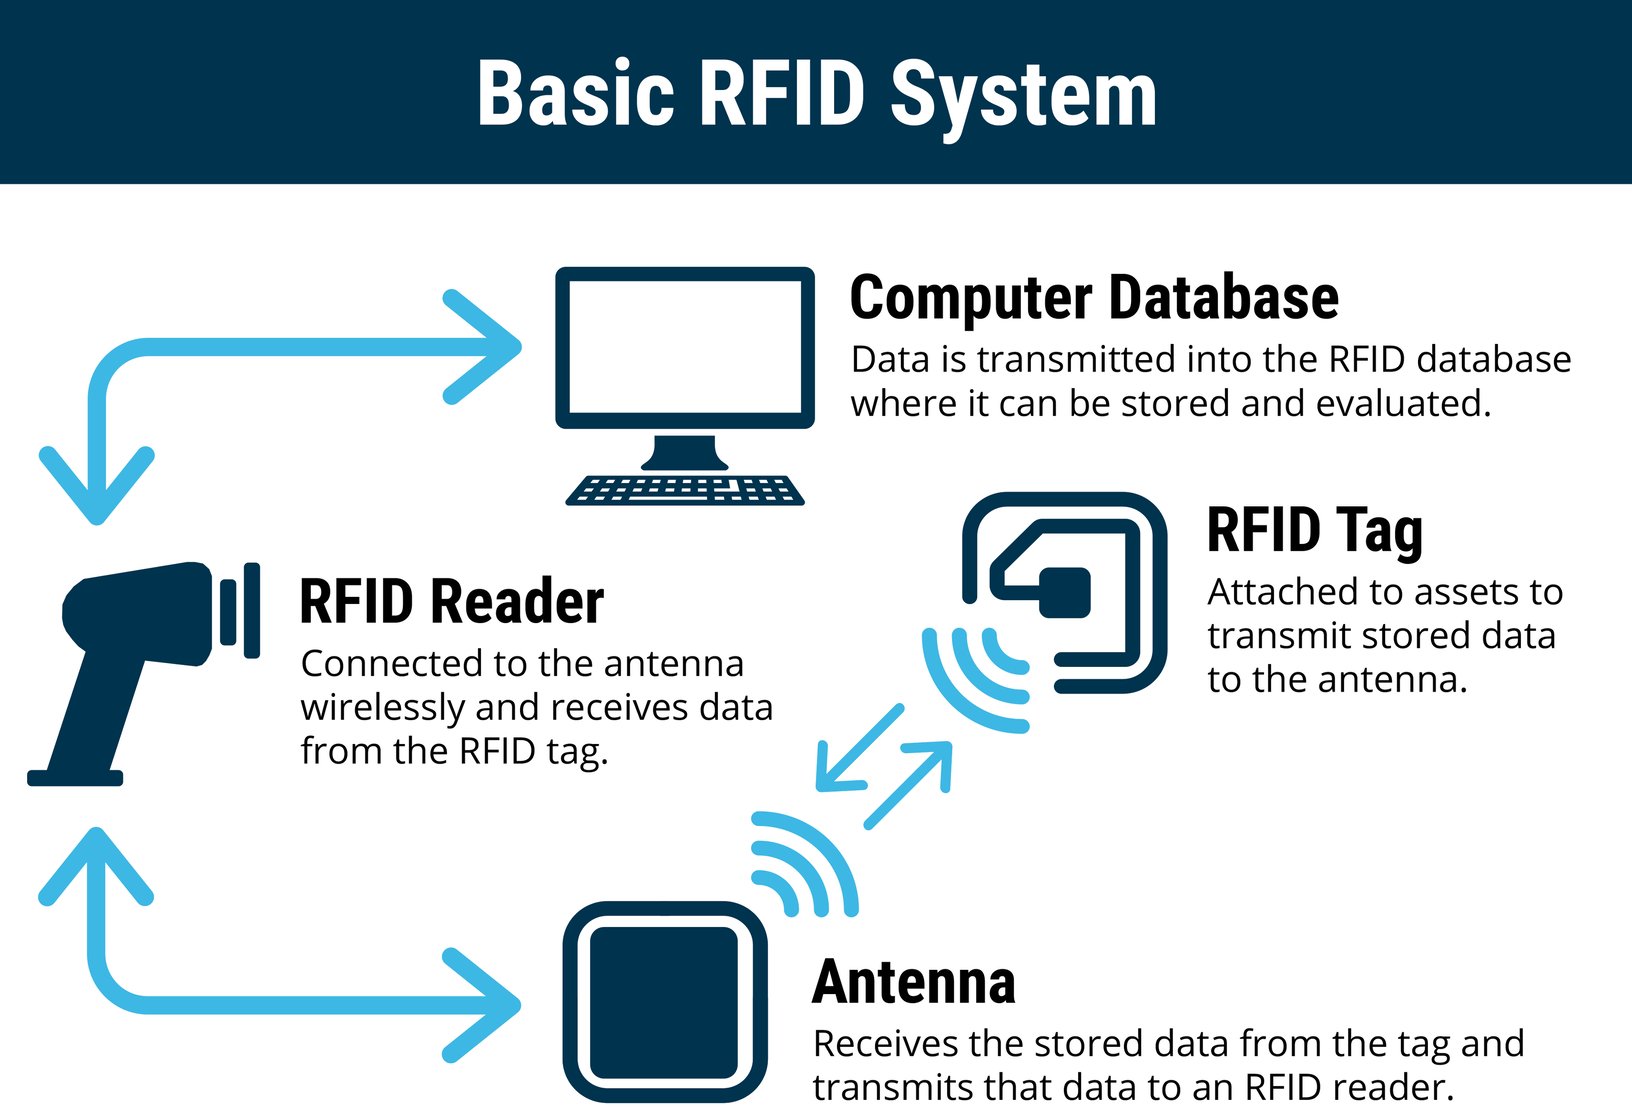 Basic RFID System
Computer Database
Data is transmitted into the RFID database
where it can be stored and evaluated.
RFID Tag
Attached to assets to
transmit stored data
to the antenna.
RFID Reader
Connected to the antenna
wirelessly and receives data
from the RFID tag.
Antenna
Receives the stored data from the tag and
transmits that data to an RFID reader.